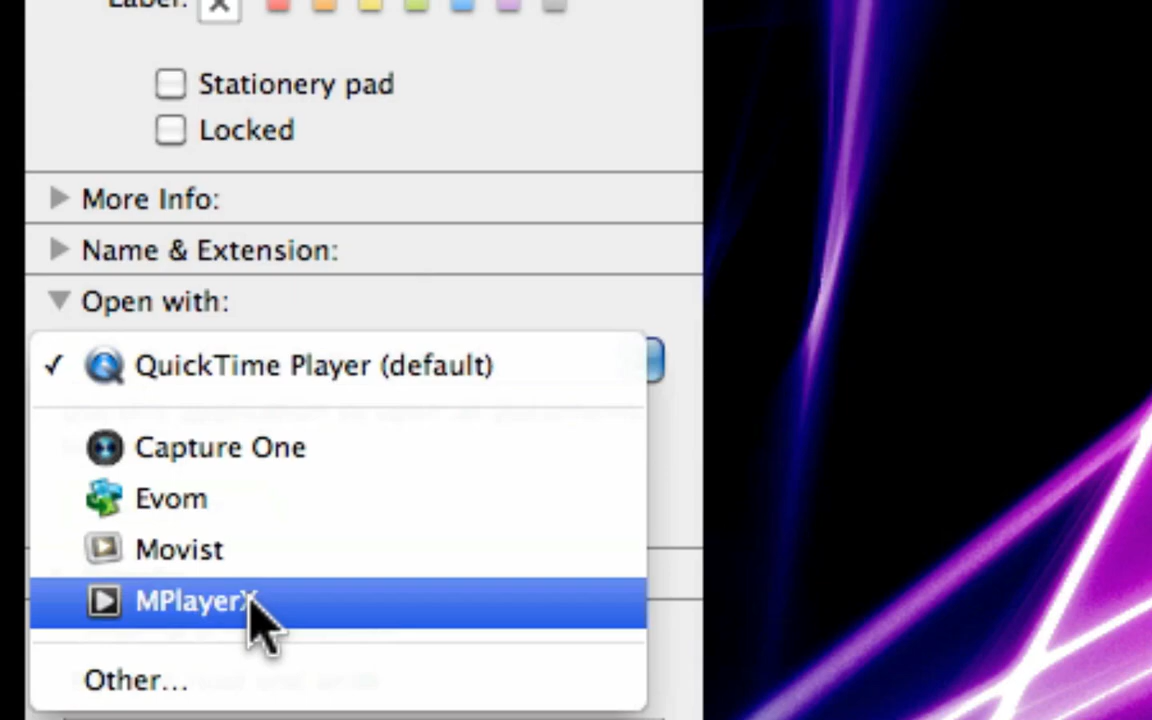 Label:
Stationery pad
Locked
More Info:
Name & Extension:
Open with:
✓ QuickTime Player (default)
Capture One
Evom
Movist
MPlayerX
Other...